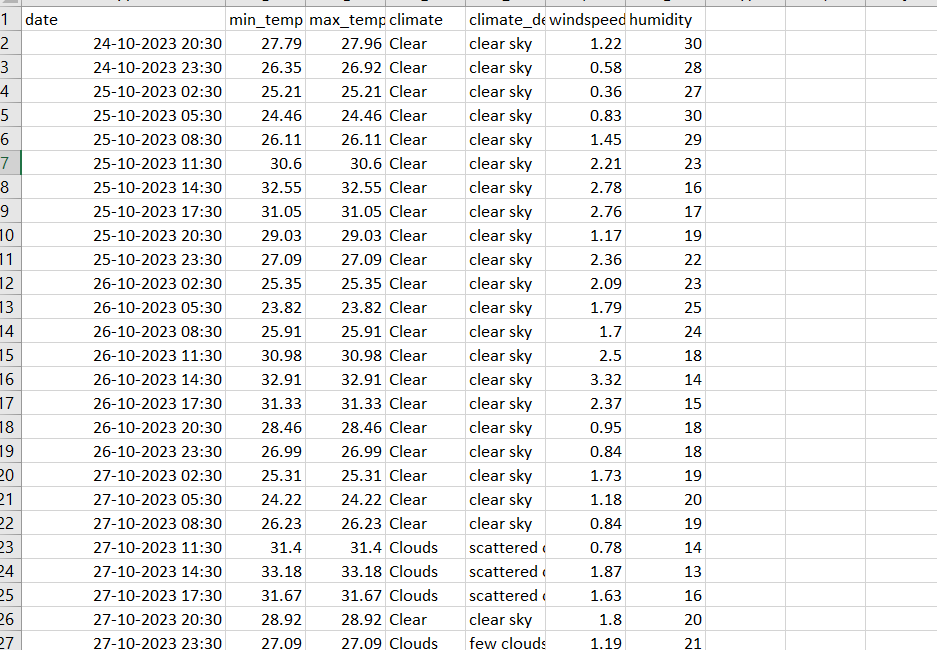 1 date min_temp max_temp climate climate_de windspeed humidity
2 24-10-2023 20:30 27.79 27.96 Clear clear sky 1.22 30
3 24-10-2023 23:30 26.35 26.92 Clear clear sky 0.58 28
4 25-10-2023 02:30 25.21 25.21 Clear clear sky 0.36 27
5 25-10-2023 05:30 24.46 24.46 Clear clear sky 0.83 30
6 25-10-2023 08:30 26.11 26.11 Clear clear sky 1.45 29
7 25-10-2023 11:30 30.6 30.6 Clear clear sky 2.21 23
8 25-10-2023 14:30 32.55 32.55 Clear clear sky 2.78 16
9 25-10-2023 17:30 31.05 31.05 Clear clear sky 2.76 17
10 25-10-2023 20:30 29.03 29.03 Clear clear sky 1.17 19
11 25-10-2023 23:30 27.09 27.09 Clear clear sky 2.36 22
12 26-10-2023 02:30 25.35 25.35 Clear clear sky 2.09 23
13 26-10-2023 05:30 23.82 23.82 Clear clear sky 1.79 25
14 26-10-2023 08:30 25.91 25.91 Clear clear sky 1.7 24
15 26-10-2023 11:30 30.98 30.98 Clear clear sky 2.5 18
16 26-10-2023 14:30 32.91 32.91 Clear clear sky 3.32 14
17 26-10-2023 17:30 31.33 31.33 Clear clear sky 2.37 15
18 26-10-2023 20:30 28.46 28.46 Clear clear sky 0.95 18
19 26-10-2023 23:30 26.99 26.99 Clear clear sky 0.84 18
20 27-10-2023 02:30 25.31 25.31 Clear clear sky 1.73 19
21 27-10-2023 05:30 24.22 24.22 Clear clear sky 1.18 20
22 27-10-2023 08:30 26.23 26.23 Clear clear sky 0.84 19
23 27-10-2023 11:30 31.4 31.4 Clouds scattered 0.78 14
24 27-10-2023 14:30 33.18 33.18 Clouds scattered 1.87 13
25 27-10-2023 17:30 31.67 31.67 Clouds scattered 1.63 16
26 27-10-2023 20:30 28.92 28.92 Clear clear sky 1.8 20
27 27-10-2023 23:30 27.09 27.09 Clouds few clouds 1.19 21